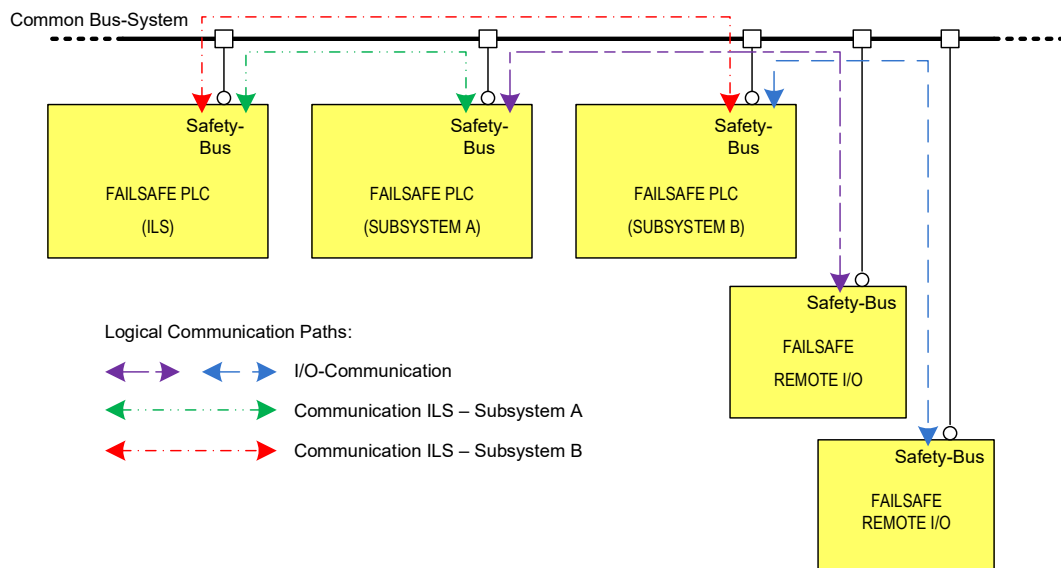 Common Bus-System
Safety-
Bus
FAILSAFE PLC
(ILS)
Safety-
Bus
FAILSAFE PLC
(SUBSYSTEM A)
Safety-
Bus
FAILSAFE PLC
(SUBSYSTEM B)
Safety-Bus
FAILSAFE
REMOTE I/O
Safety-Bus
FAILSAFE
REMOTE I/O
Logical Communication Paths:
I/O-Communication
Communication ILS – Subsystem A
Communication ILS – Subsystem B